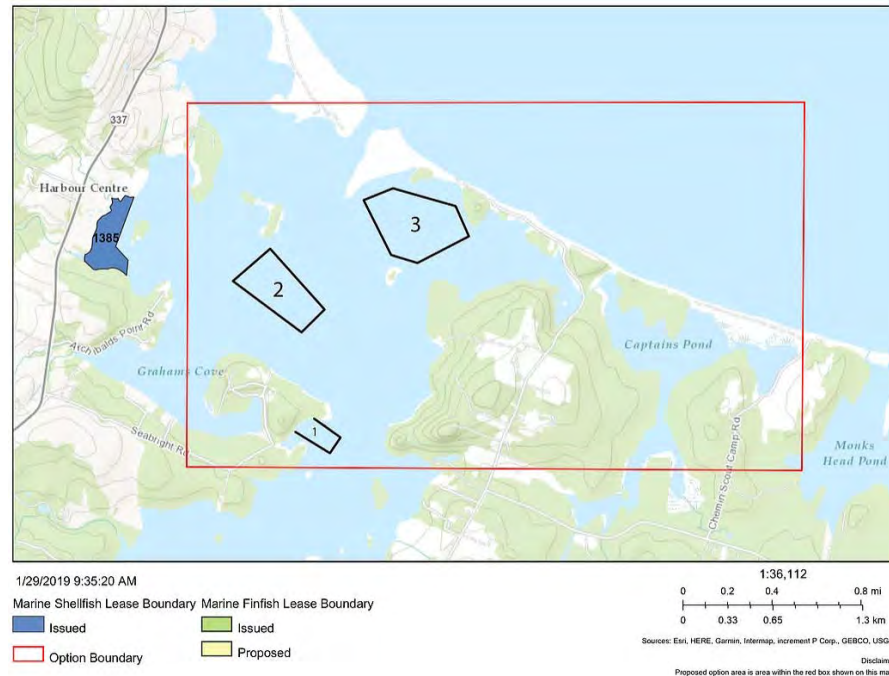 337
Harbour Centre
1385
3
2
Archibalds Point Rd
Captains Pond
Grahams Cove
1
Seabright Rd
Monks
Head Pond
Chemin Scout Camp Rd
1/29/2019 9:35:20 AM
Marine Shellfish Lease Boundary Marine Finfish Lease Boundary
Issued Issued
Option Boundary Proposed
1:36,112
0 0.2 0.4 0.8 mi
0 0.33 0.65 1.3 km
Sources: Esri, HERE, Garmin, Intermap, increment P Corp., GEBCO, USG
Disclaim
Proposed option area is area within the red box shown on this ma